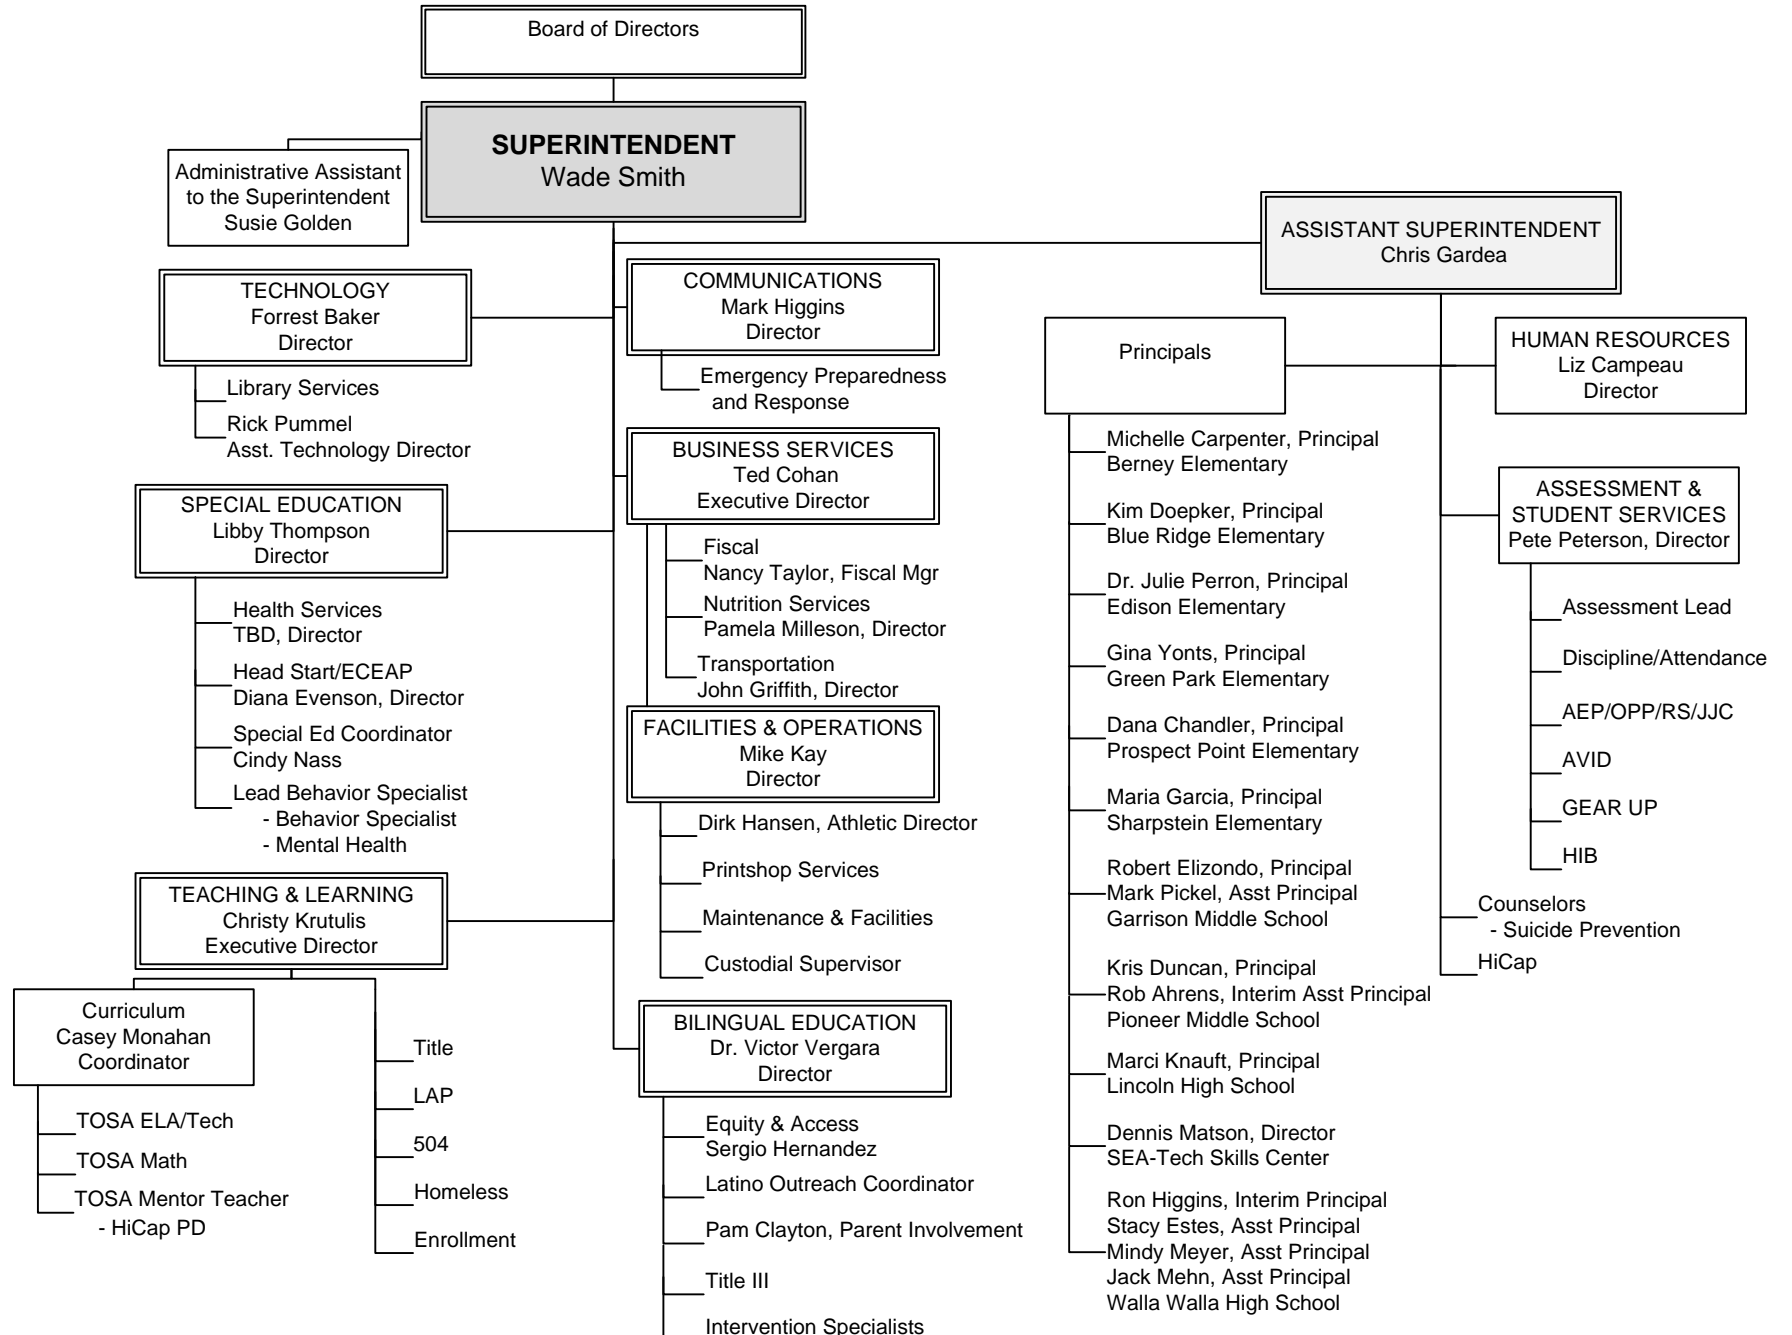 Board of Directors
SUPERINTENDENT
Wade Smith
Administrative Assistant
to the Superintendent
Susie Golden
ASSISTANT SUPERINTENDENT
Chris Gardea
TECHNOLOGY
Forrest Baker
Director
Library Services
Rick Pummel
Asst. Technology Director
SPECIAL EDUCATION
Libby Thompson
Director
Health Services
TBD, Director
Head Start/ECEAP
Diana Evenson, Director
Special Ed Coordinator
Cindy Nass
Lead Behavior Specialist
- Behavior Specialist
- Mental Health
TEACHING & LEARNING
Christy Krutulis
Executive Director
Curriculum
Casey Monahan
Coordinator
TOSA ELA/Tech
TOSA Math
TOSA Mentor Teacher
- HiCap PD
Title
LAP
504
Homeless
Enrollment
COMMUNICATIONS
Mark Higgins
Director
Emergency Preparedness
and Response
BUSINESS SERVICES
Ted Cohan
Executive Director
Fiscal
Nancy Taylor, Fiscal Mgr
Nutrition Services
Pamela Milleson, Director
Transportation
John Griffith, Director
FACILITIES & OPERATIONS
Mike Kay
Director
Dirk Hansen, Athletic Director
Printshop Services
Maintenance & Facilities
Custodial Supervisor
BILINGUAL EDUCATION
Dr. Victor Vergara
Director
Equity & Access
Sergio Hernandez
Latino Outreach Coordinator
Pam Clayton, Parent Involvement
Title III
Intervention Specialists
Principals
Michelle Carpenter, Principal
Berney Elementary
Kim Doepker, Principal
Blue Ridge Elementary
Dr. Julie Perron, Principal
Edison Elementary
Gina Yonts, Principal
Green Park Elementary
Dana Chandler, Principal
Prospect Point Elementary
Maria Garcia, Principal
Sharpstein Elementary
Robert Elizondo, Principal
Mark Pickel, Asst Principal
Garrison Middle School
Kris Duncan, Principal
Rob Ahrens, Interim Asst Principal
Pioneer Middle School
Marci Knauft, Principal
Lincoln High School
Dennis Matson, Director
SEA-Tech Skills Center
Ron Higgins, Interim Principal
Stacy Estes, Asst Principal
Mindy Meyer, Asst Principal
Jack Mehn, Asst Principal
Walla Walla High School
HUMAN RESOURCES
Liz Campeau
Director
ASSESSMENT &
STUDENT SERVICES
Pete Peterson, Director
Assessment Lead
Discipline/Attendance
AEP/OPP/RS/JJC
AVID
GEAR UP
HIB
Counselors
- Suicide Prevention
HiCap